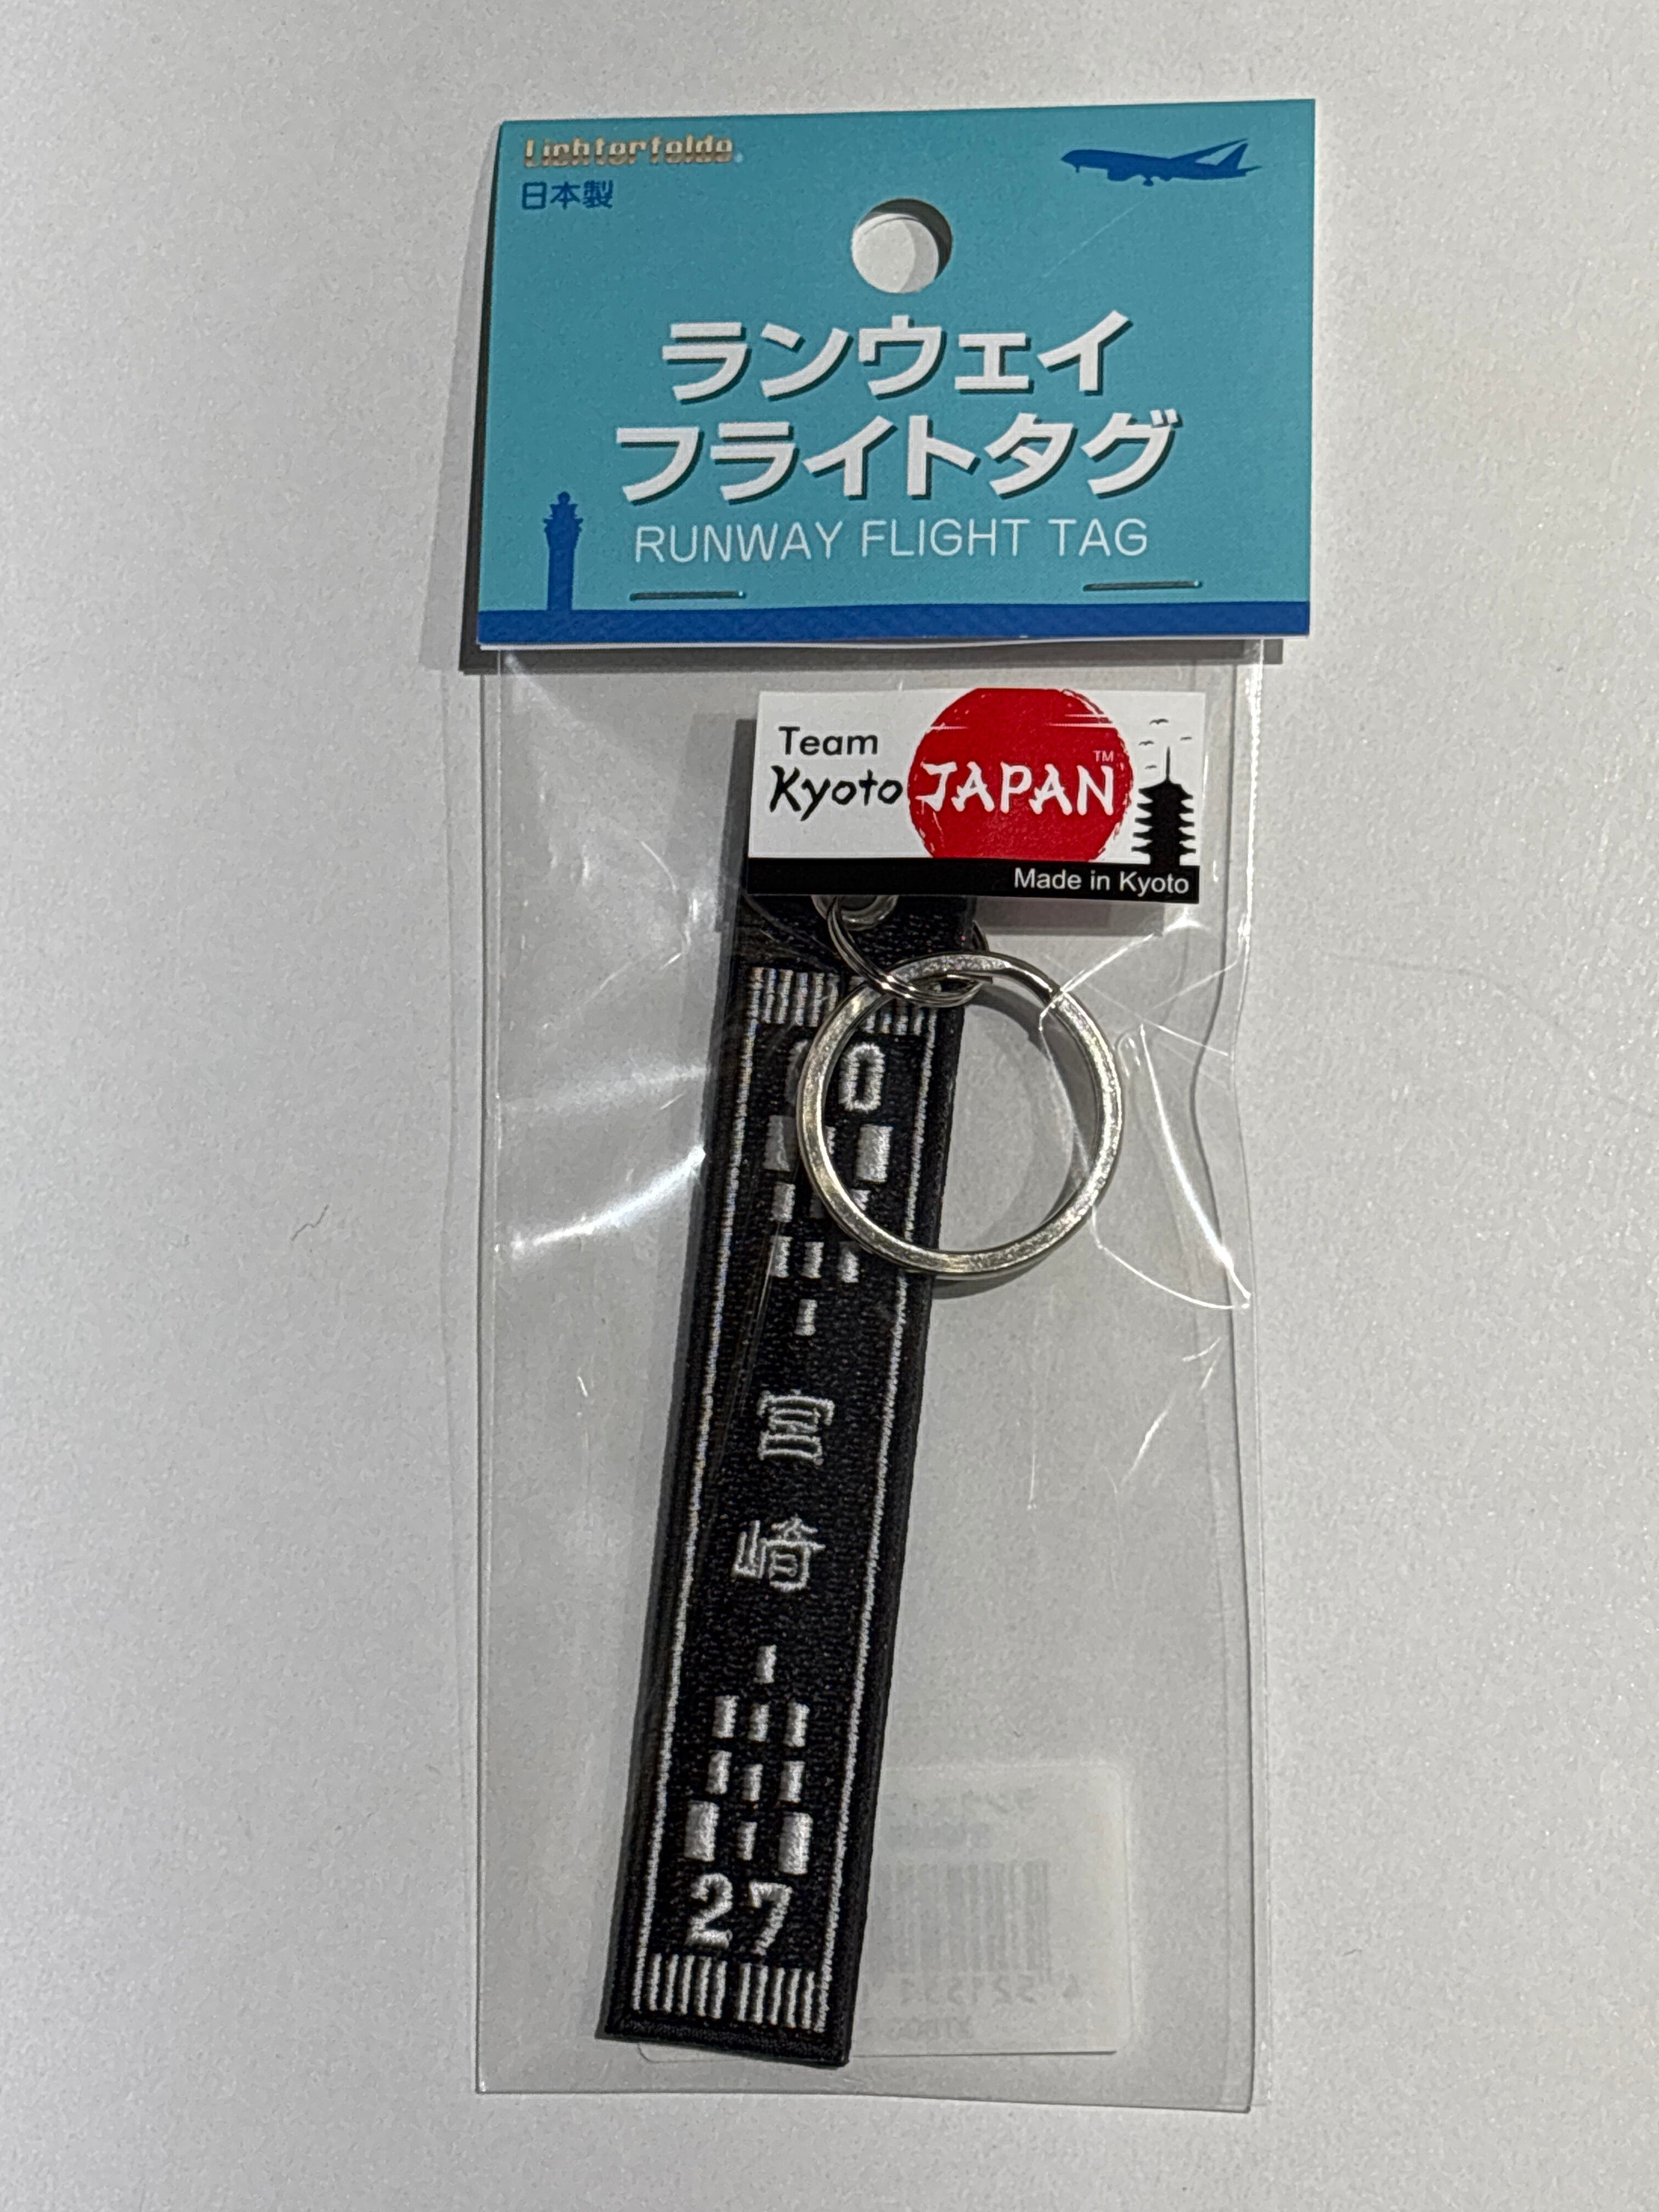 Lichterfelde
日本製
ランウェイ
フライトタグ
RUNWAY FLIGHT TAG
Team
Kyoto JAPAN™
Made in Kyoto
宮
崎
27